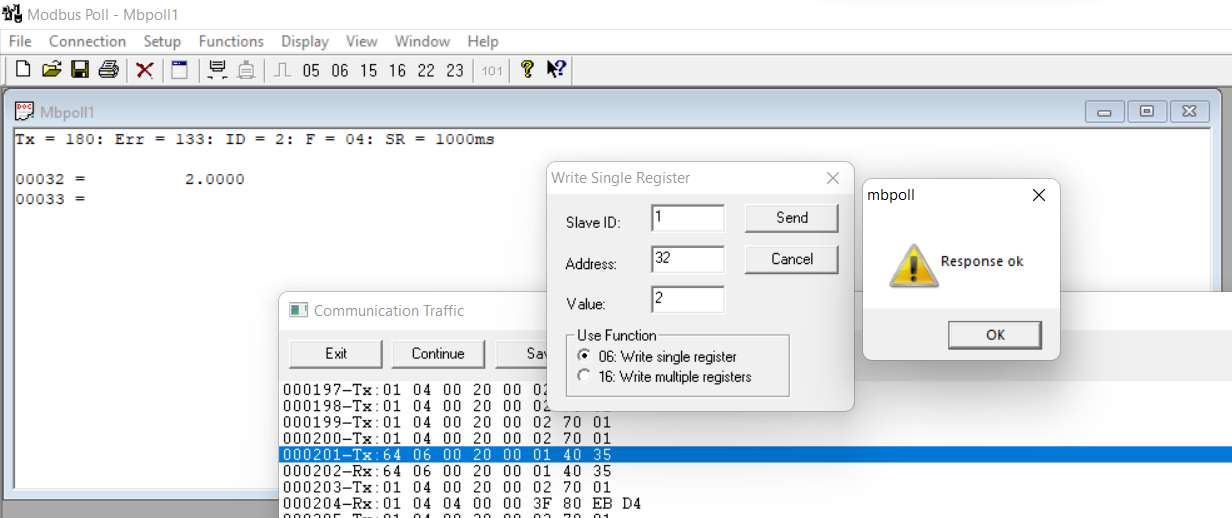 Modbus Poll - Mbpoll1
File Connection Setup Functions Display View Window Help
05 06 15 16 22 23 101
Mbpoll1
Tx = 180: Err = 133: ID = 2: F = 04: SR = 1000ms
00032 = 2.0000
00033 =
Write Single Register
Slave ID: 1 Send
Address: 32 Cancel
Value: 2
Use Function
06: Write single register
16: Write multiple registers
mbpoll
Response ok
OK
Communication Traffic
Exit Continue
000197-Tx:01 04 00 20 00 02
000198-Tx:01 04 00 20 00 02
000199-Tx:01 04 00 20 00 02 70 01
000200-Tx:01 04 00 20 00 02 70 01
000201-Tx:64 06 00 20 00 01 40 35
000202-Rx:64 06 00 20 00 01 40 35
000203-Tx:01 04 00 20 00 02 70 01
000204-Rx:01 04 04 00 00 3F 80 EB D4